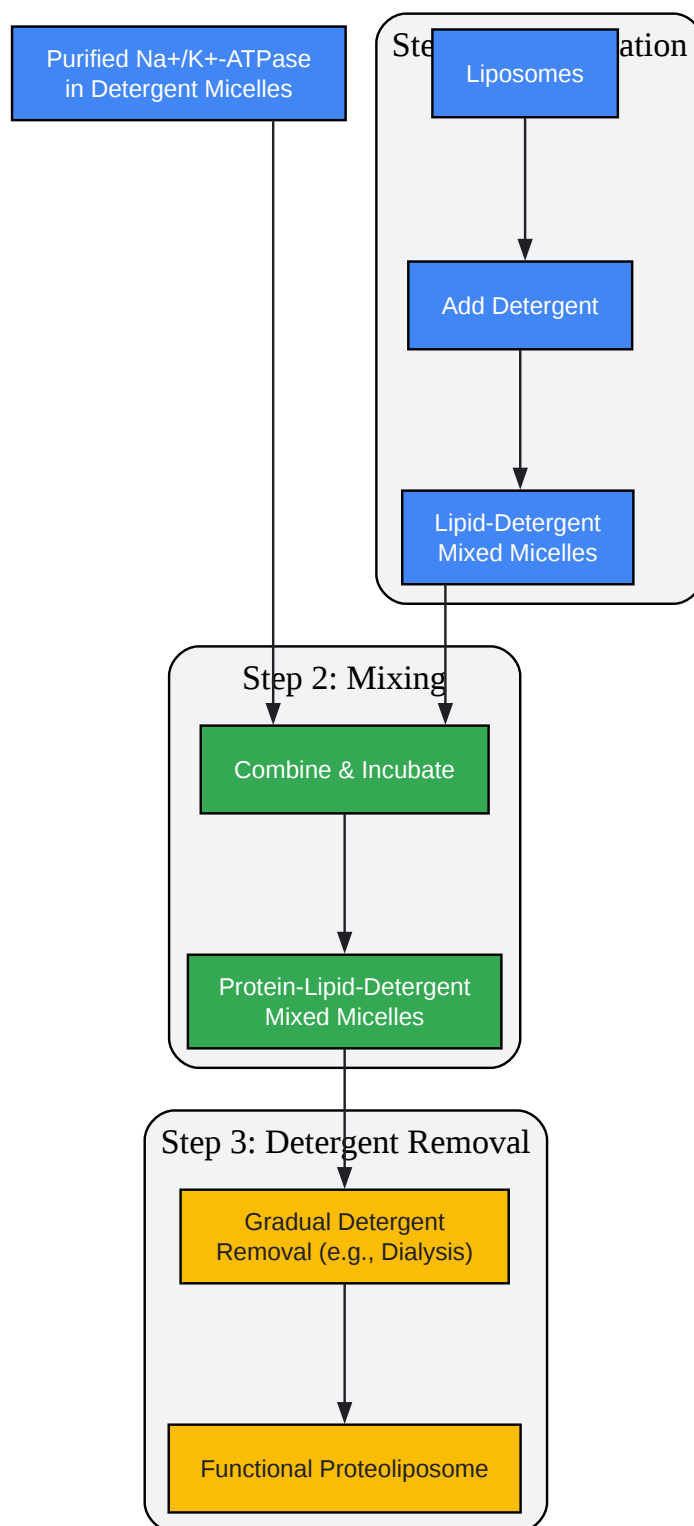 Purified Na+/K+-ATPase
in Detergent Micelles
Liposomes
Add Detergent
Lipid-Detergent
Mixed Micelles
Step 2: Mixing
Combine & Incubate
Protein-Lipid-Detergent
Mixed Micelles
Step 3: Detergent Removal
Gradual Detergent
Removal (e.g., Dialysis)
Functional Proteoliposome